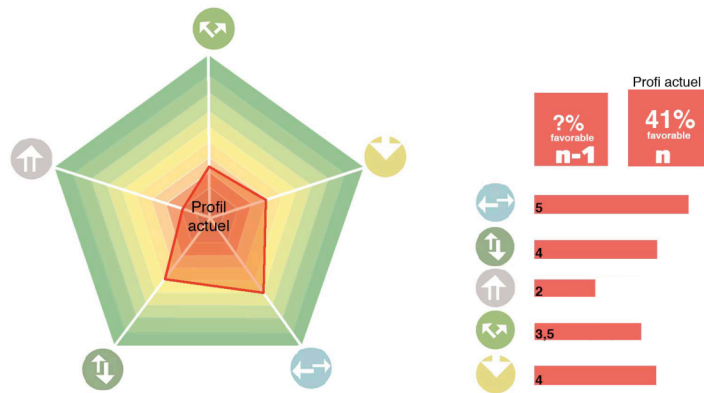 Profil
actuel
Profi actuel
?%
favorable
n-1
41%
favorable
n
5
4
2
3,5
4